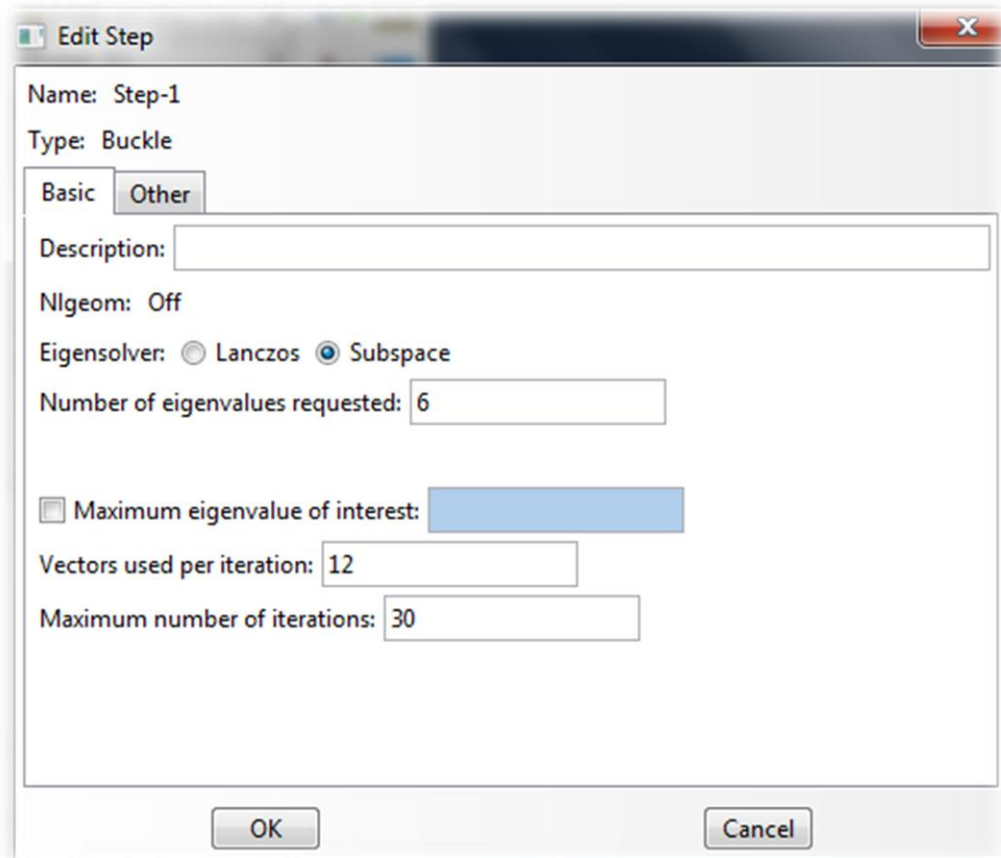 Edit Step
Name: Step-1
Type: Buckle
Basic Other
Description:
Nlgeom: Off
Eigensolver: Lanczos Subspace
Number of eigenvalues requested: 6
Maximum eigenvalue of interest:
Vectors used per iteration: 12
Maximum number of iterations: 30
OK Cancel